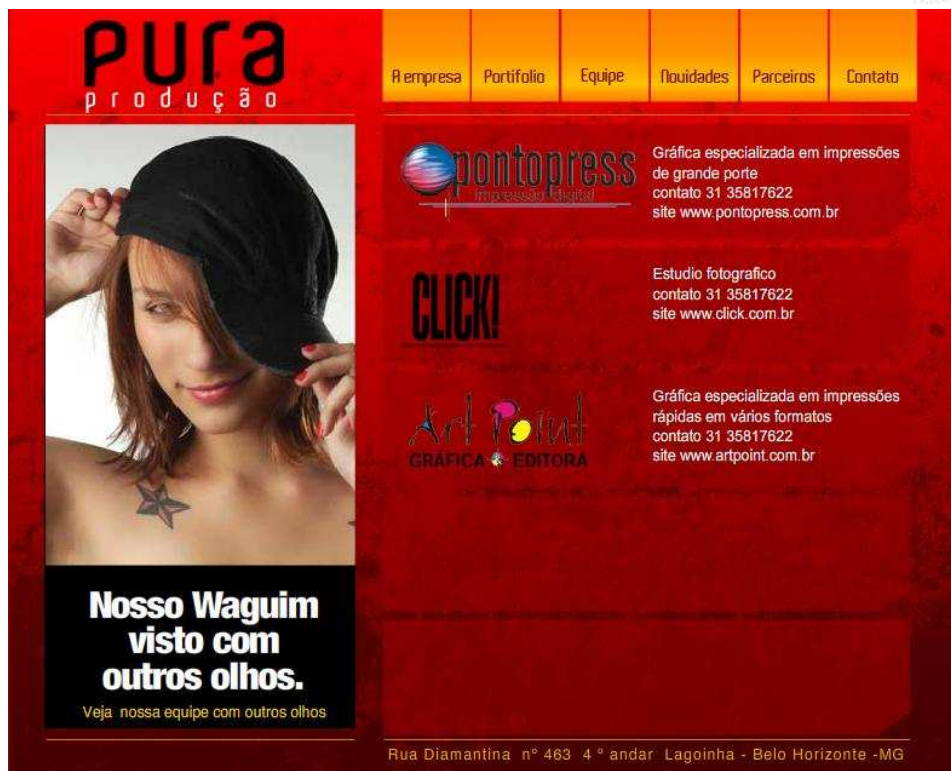 pura
produção
A empresa
Portifolio
Equipe
Novidades
Parceiros
Contato
pontopress
impressão digital
Gráfica especializada em impressões
de grande porte
contato 31 35817622
site www.pontopress.com.br
CLICK!
Estudio fotografico
contato 31 35817622
site www.click.com.br
Art Point
GRÁFICA EDITORA
Gráfica especializada em impressões
rápidas em vários formatos
contato 31 35817622
site www.artpoint.com.br
Nosso Waguim
visto com
outros olhos.
Veja nossa equipe com outros olhos
Rua Diamantina nº 463 4 º andar Lagoinha - Belo Horizonte -MG